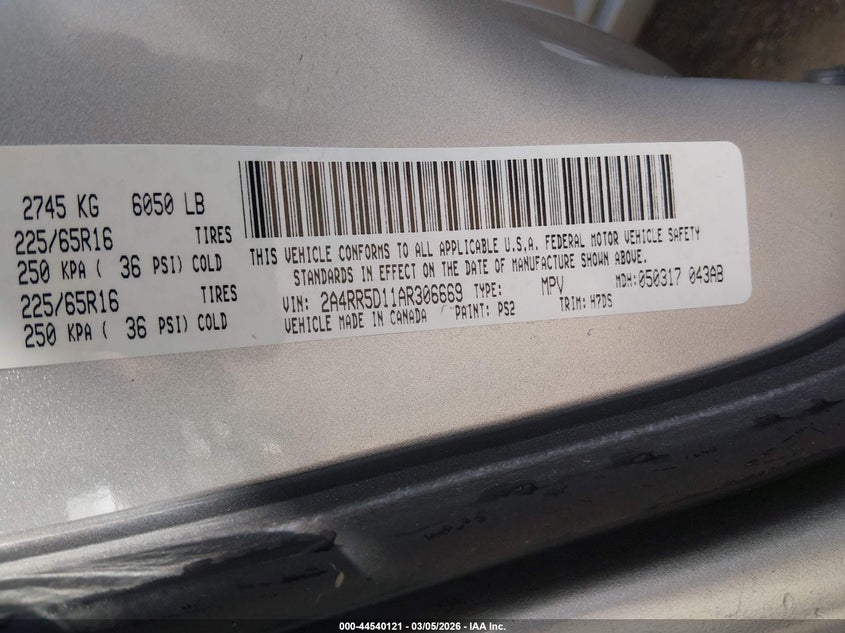 2745 KG 6050 LB
225/65R16 TIRES
250 KPA ( 36 PSI) COLD
225/65R16 TIRES
250 KPA ( 36 PSI) COLD
THIS VEHICLE CONFORMS TO ALL APPLICABLE U.S.A. FEDERAL MOTOR VEHICLE SAFETY
STANDARDS IN EFFECT ON THE DATE OF MANUFACTURE SHOWN ABOVE.
VIN: 2A4RR5D11AR306669 TYPE: MPV MDH: 050317 043AB
VEHICLE MADE IN CANADA PAINT: PS2 TRIM: H7DS
000-44540121 - 03/05/2026 - IAA Inc.